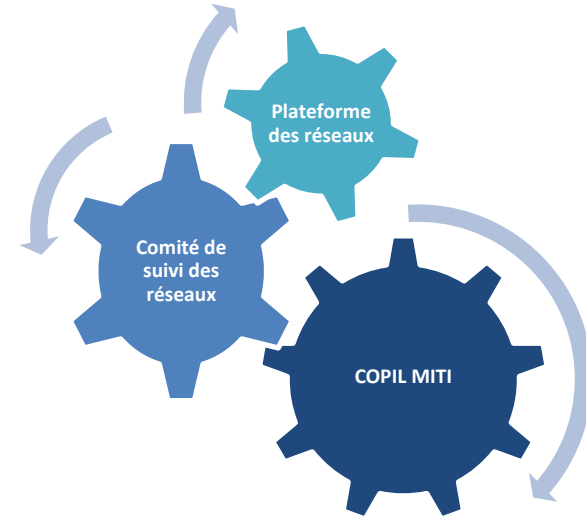 Plateforme
des réseaux
Comité de
suivi des
réseaux
COPIL MITI